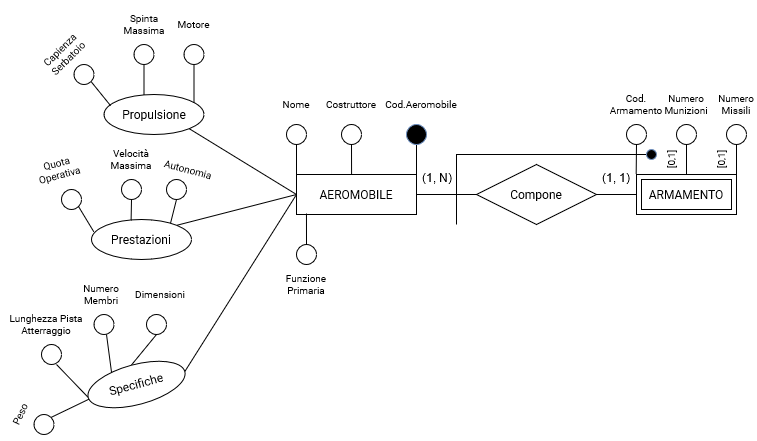 Capienza
Serbatoio
Spinta
Massima
Motore
Propulsione
Quota
Operativa
Velocità
Massima
Autonomia
Prestazioni
Lunghezza Pista
Atterraggio
Numero
Membri
Dimensioni
Peso
Specifiche
Nome
Costruttore
Cod.Aeromobile
AEROMOBILE
Funzione
Primaria
(1, N)
Compone
(1, 1)
Cod.
Armamento
Numero
Munizioni
Numero
Missili
[0,1]
[0,1]
ARMAMENTO